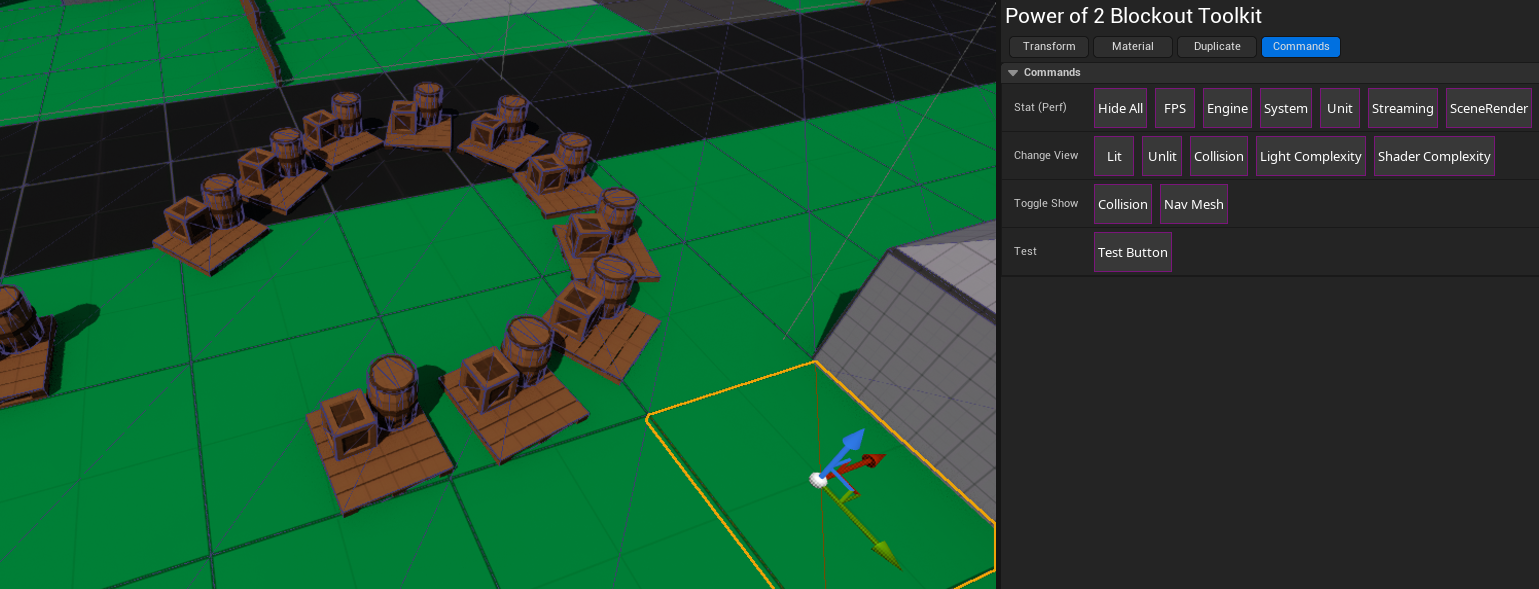 Power of 2 Blockout Toolkit
Transform Material Duplicate Commands
Commands
Stat (Perf) Hide All FPS Engine System Unit Streaming SceneRender
Change View Lit Unlit Collision Light Complexity Shader Complexity
Toggle Show Collision Nav Mesh
Test Test Button